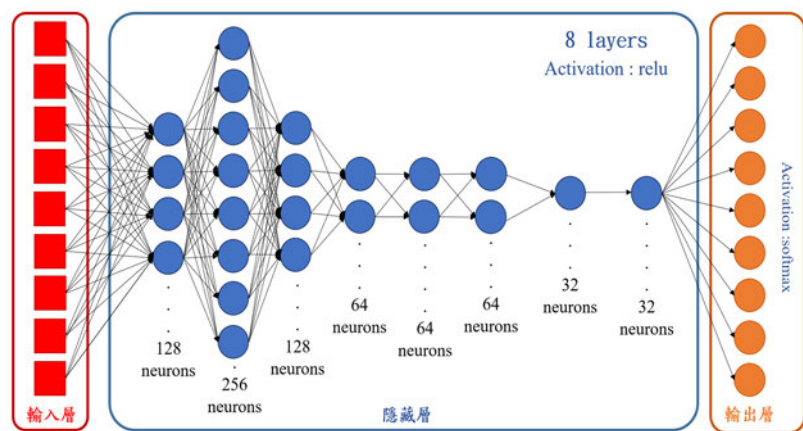 8 layers
Activation : relu
Activation :softmax
128
neurons
256
neurons
128
neurons
64
neurons
64
neurons
64
neurons
32
neurons
32
neurons
輸入層
隱藏層
輸出層